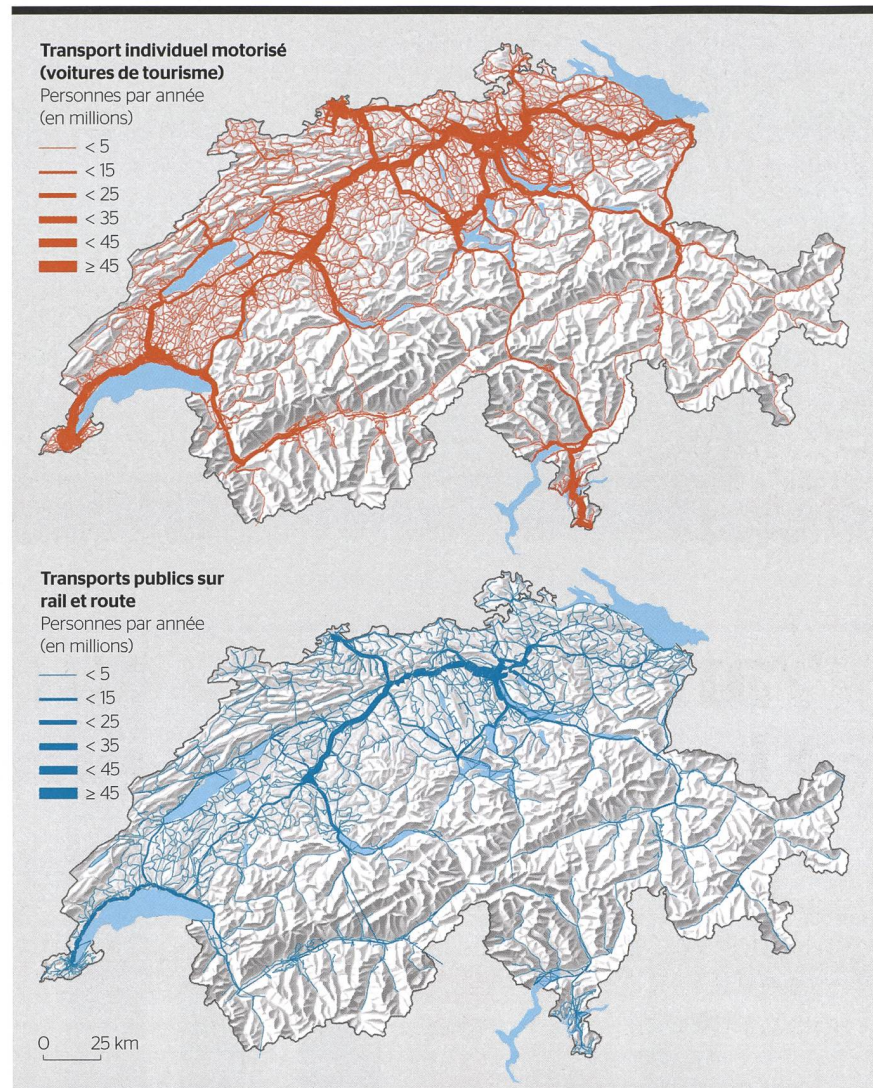 Transport individuel motorisé
(voitures de tourisme)
Personnes par année
(en millions)
< 5
< 15
< 25
< 35
< 45
≥ 45
Transports publics sur
rail et route
Personnes par année
(en millions)
< 5
< 15
< 25
< 35
< 45
≥ 45
0 25 km